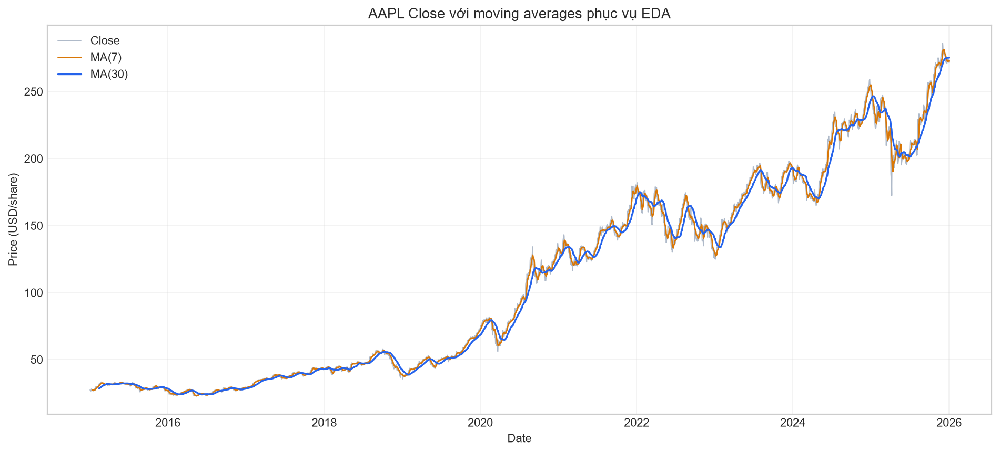 AAPL Close với moving averages phục vụ EDA
Close
MA(7)
MA(30)
Price (USD/share)
250
200
150
100
50
2016
2018
2020
2022
2024
2026
Date